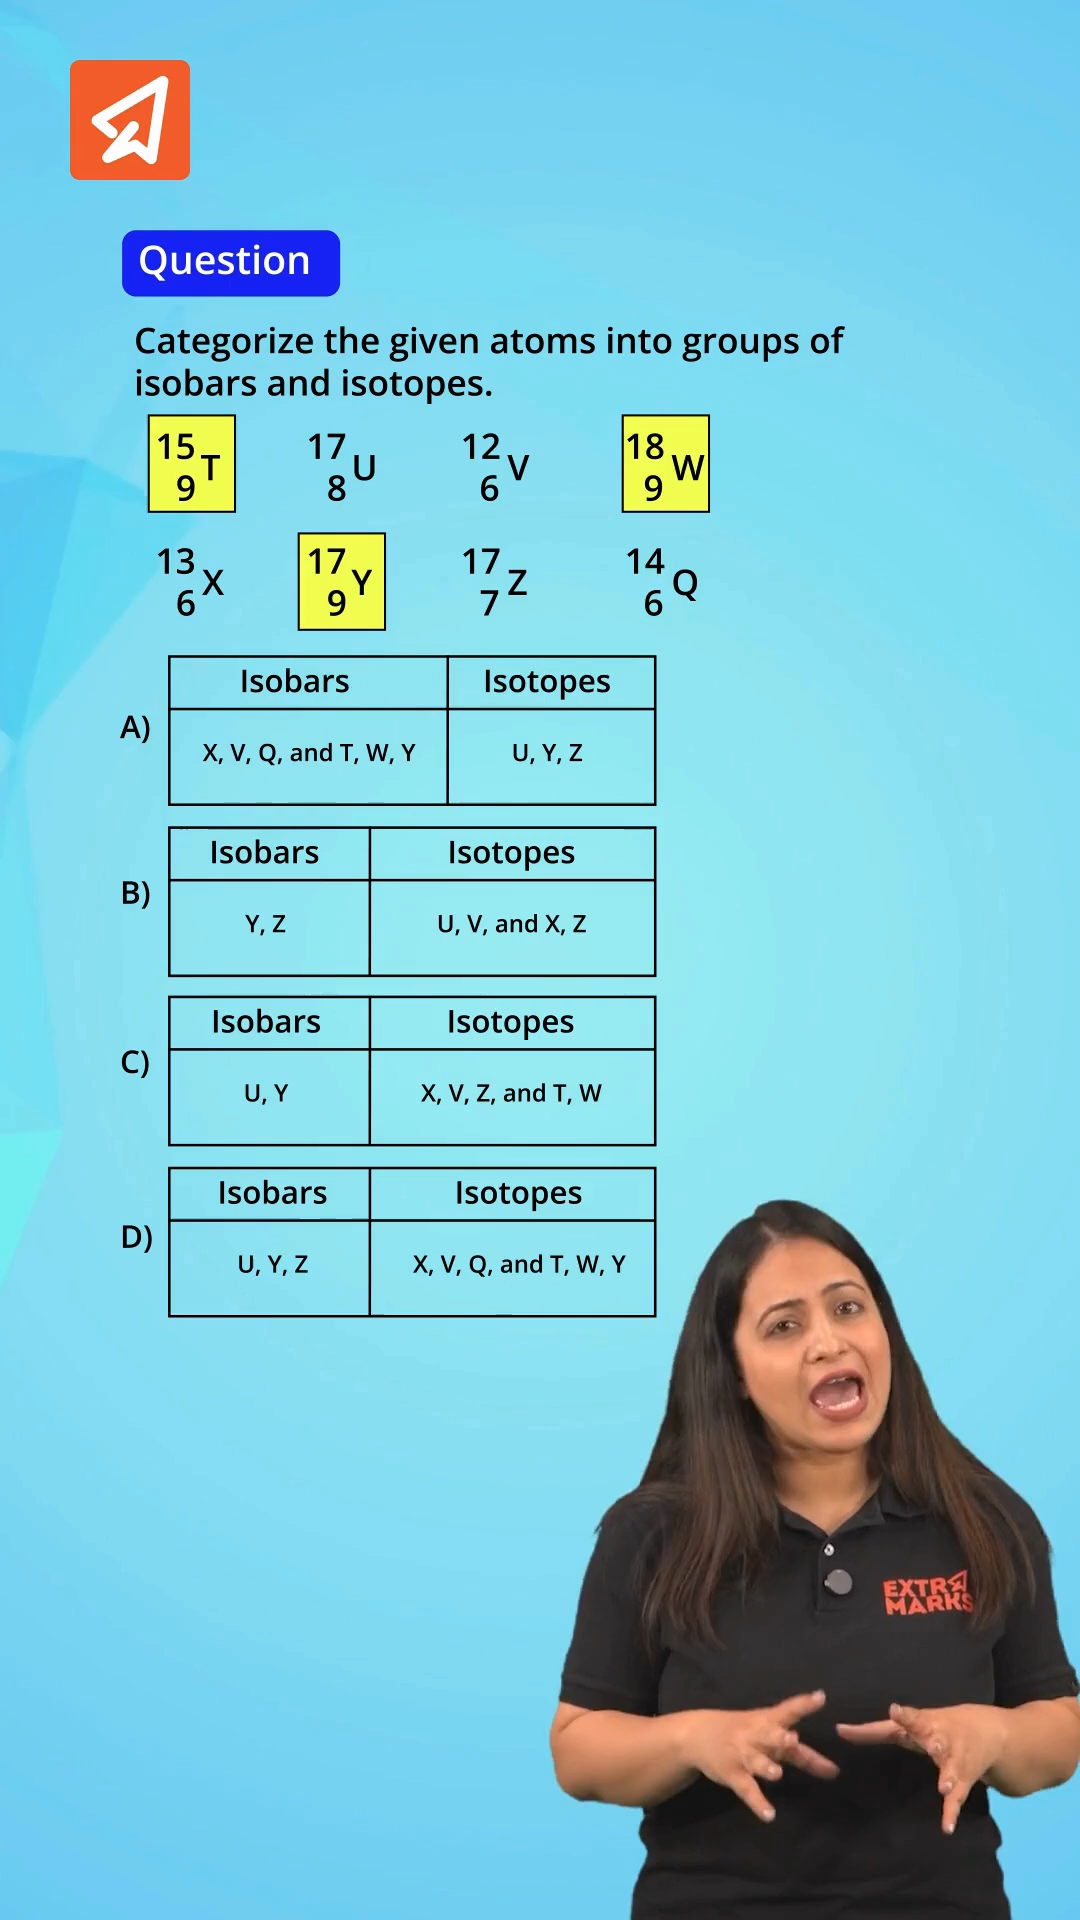 Question
Categorize the given atoms into groups of
isobars and isotopes.
15 9 T 17 8 U 12 6 V 18 9 W
13 6 X 17 9 Y 17 7 Z 14 6 Q
A)
Isobars Isotopes
X, V, Q, and T, W, Y U, Y, Z
B)
Isobars Isotopes
Y, Z U, V, and X, Z
C)
Isobars Isotopes
U, Y X, V, Z, and T, W
D)
Isobars Isotopes
U, Y, Z X, V, Q, and T, W, Y
EXTRA
MARKS